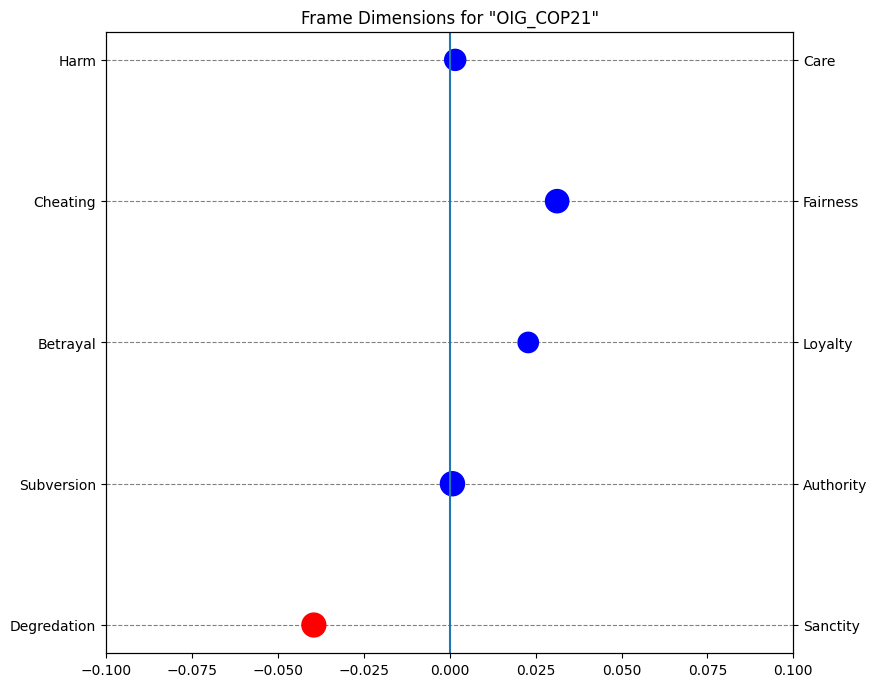 Frame Dimensions for "OIG_COP21"
Harm
Care
Cheating
Fairness
Betrayal
Loyalty
Subversion
Authority
Degredation
Sanctity
−0.100 −0.075 −0.050 −0.025 0.000 0.025 0.050 0.075 0.100